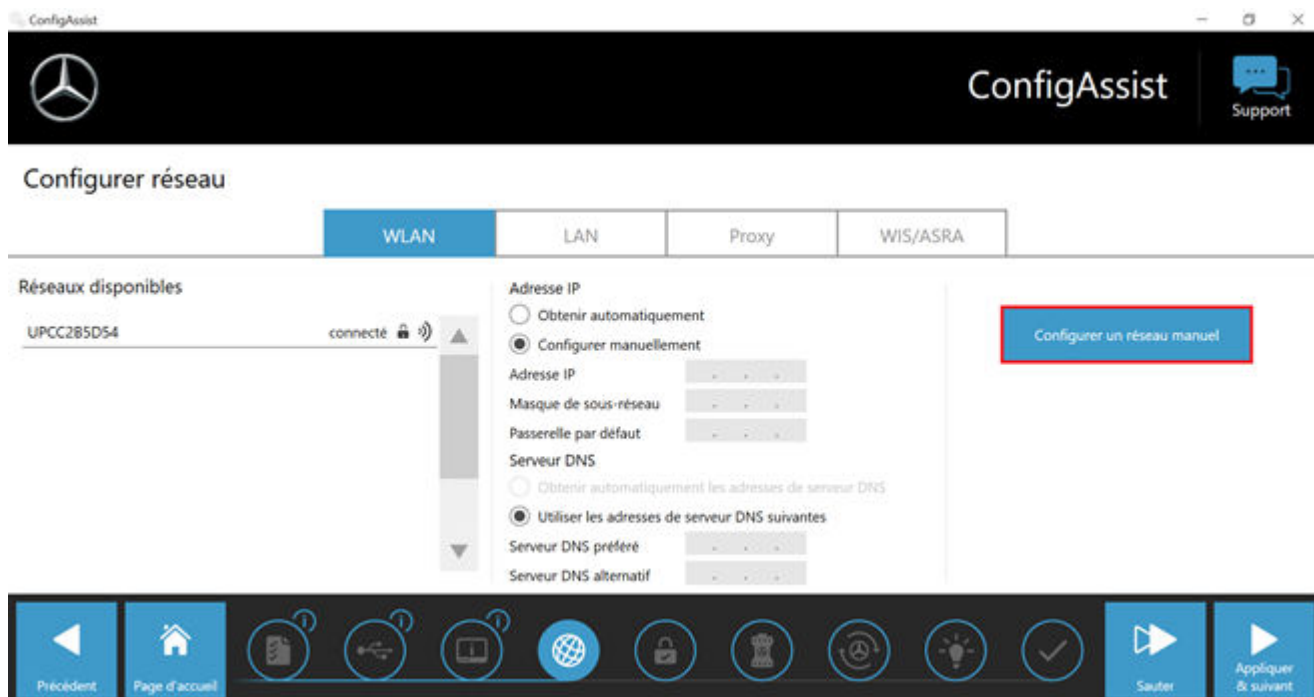 ConfigAssist
ConfigAssist
Support
Configurer réseau
WLAN
LAN
Proxy
WIS/ASRA
Réseaux disponibles
UPCC2B5D54
connecté
Adresse IP
Obtenir automatiquement
Configurer manuellement
Adresse IP
Masque de sous-réseau
Passerelle par défaut
Serveur DNS
Obtenir automatiquement les adresses de serveur DNS
Utiliser les adresses de serveur DNS suivantes
Serveur DNS préféré
Serveur DNS alternatif
Configurer un réseau manuel
Précédent
Page d'accueil
Sauter
Appliquer
& suivant